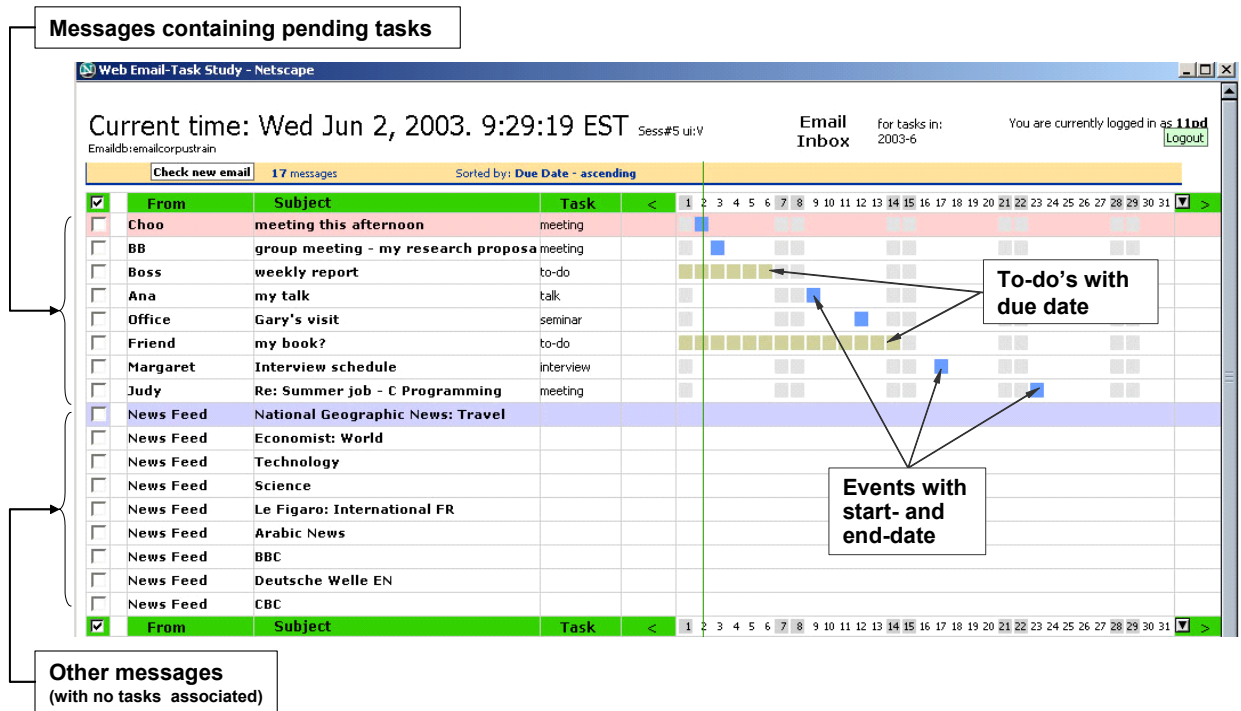 Messages containing pending tasks
Web Email-Task Study - Netscape
Current time: Wed Jun 2, 2003. 9:29:19 EST Sess#5 ui:V
Emaildb:emailcorpustrain
Email Inbox
for tasks in: 2003-6
You are currently logged in as 11pd
Logout
Check new email 17 messages Sorted by: Due Date - ascending
From Subject Task < 1 2 3 4 5 6 7 8 9 10 11 12 13 14 15 16 17 18 19 20 21 22 23 24 25 26 27 28 29 30 31 >
Choo meeting this afternoon meeting
BB group meeting - my research proposa meeting
Boss weekly report to-do
Ana my talk talk
Office Gary's visit seminar
Friend my book? to-do
Margaret Interview schedule interview
Judy Re: Summer job - C Programming meeting
To-do's with
due date
News Feed National Geographic News: Travel
News Feed Economist: World
News Feed Technology
News Feed Science
News Feed Le Figaro: International FR
News Feed Arabic News
News Feed BBC
News Feed Deutsche Welle EN
News Feed CBC
Events with
start- and
end-date
From Subject Task < 1 2 3 4 5 6 7 8 9 10 11 12 13 14 15 16 17 18 19 20 21 22 23 24 25 26 27 28 29 30 31 >
Other messages
(with no tasks associated)